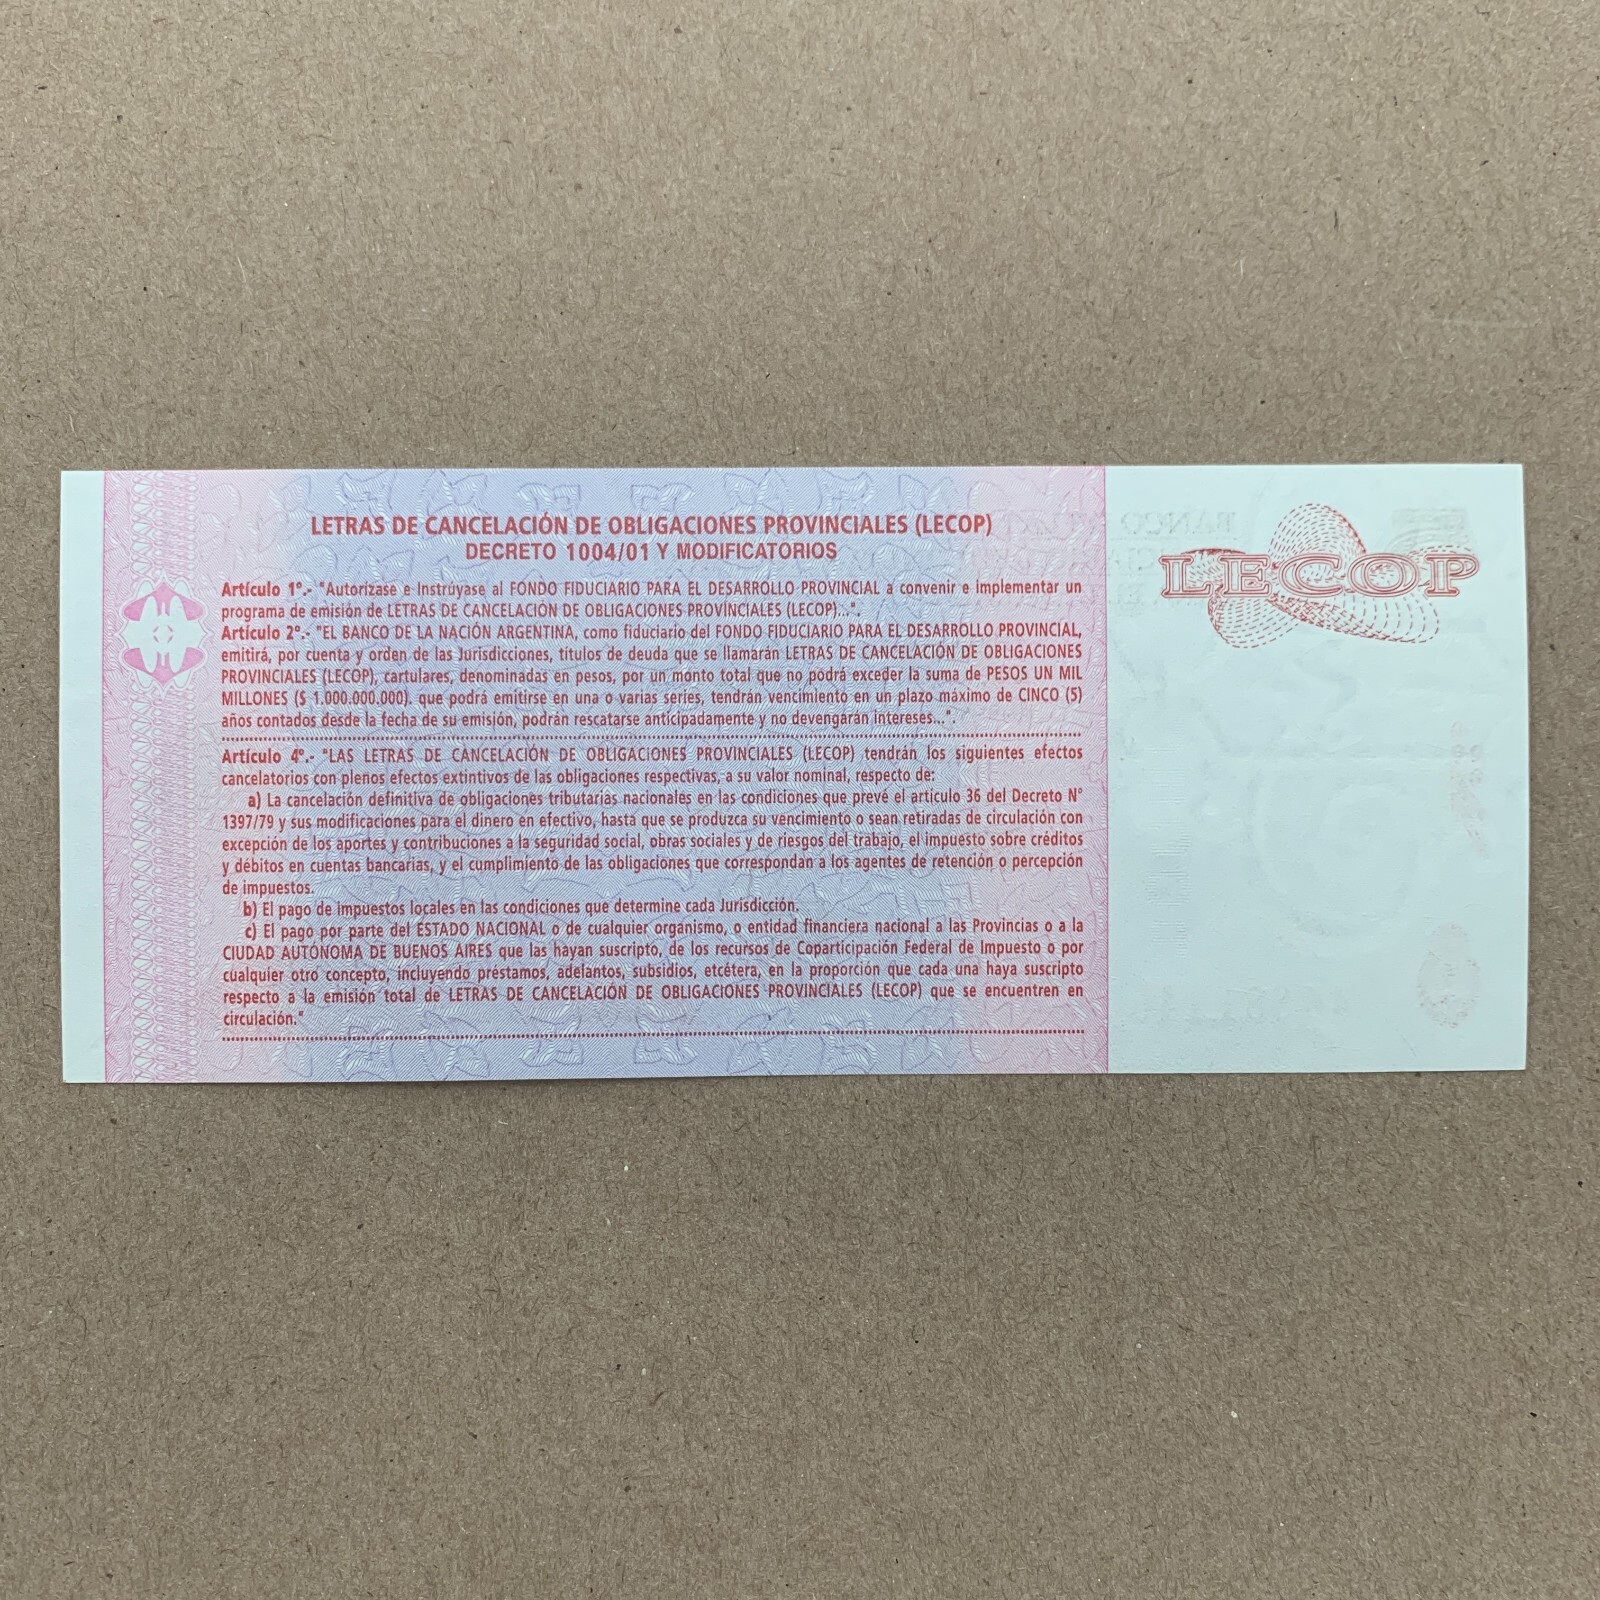 LETRAS DE CANCELACIÓN DE OBLIGACIONES PROVINCIALES (LECOP)
DECRETO 1004/01 Y MODIFICATORIOS
Artículo 1º.- "Autorízase e Instrúyase al FONDO FIDUCIARIO PARA EL DESARROLLO PROVINCIAL a convenir e implementar un
programa de emisión de LETRAS DE CANCELACIÓN DE OBLIGACIONES PROVINCIALES (LECOP)...".
Artículo 2º.- "EL BANCO DE LA NACIÓN ARGENTINA, como fiduciario del FONDO FIDUCIARIO PARA EL DESARROLLO PROVINCIAL,
emitirá, por cuenta y orden de las Jurisdicciones, títulos de deuda que se llamarán LETRAS DE CANCELACIÓN DE OBLIGACIONES
PROVINCIALES (LECOP), cartulares, denominadas en pesos, por un monto total que no podrá exceder la suma de PESOS UN MIL
MILLONES ($ 1.000.000.000). que podrá emitirse en una o varias series, tendrán vencimiento en un plazo máximo de CINCO (5)
años contados desde la fecha de su emisión, podrán rescatarse anticipadamente y no devengarán intereses...".
Artículo 4º.- "LAS LETRAS DE CANCELACIÓN DE OBLIGACIONES PROVINCIALES (LECOP) tendrán los siguientes efectos
cancelatorios con plenos efectos extintivos de las obligaciones respectivas, a su valor nominal, respecto de:
a) La cancelación definitiva de obligaciones tributarias nacionales en las condiciones que prevé el artículo 36 del Decreto N°
1397/79 y sus modificaciones para el dinero en efectivo, hasta que se produzca su vencimiento o sean retiradas de circulación con
excepción de los aportes y contribuciones a la seguridad social, obras sociales y de riesgos del trabajo, el impuesto sobre créditos
y débitos en cuentas bancarias, y el cumplimiento de las obligaciones que correspondan a los agentes de retención o percepción
de impuestos.
b) El pago de impuestos locales en las condiciones que determine cada Jurisdicción.
c) El pago por parte del ESTADO NACIONAL o de cualquier organismo, o entidad financiera nacional a las Provincias o a la
CIUDAD AUTÓNOMA DE BUENOS AIRES que las hayan suscripto, de los recursos de Coparticipación Federal de Impuesto o por
cualquier otro concepto, incluyendo préstamos, adelantos, subsidios, etcétera, en la proporción que cada una haya suscripto
respecto a la emisión total de LETRAS DE CANCELACIÓN DE OBLIGACIONES PROVINCIALES (LECOP) que se encuentren en
circulación."
LECOP